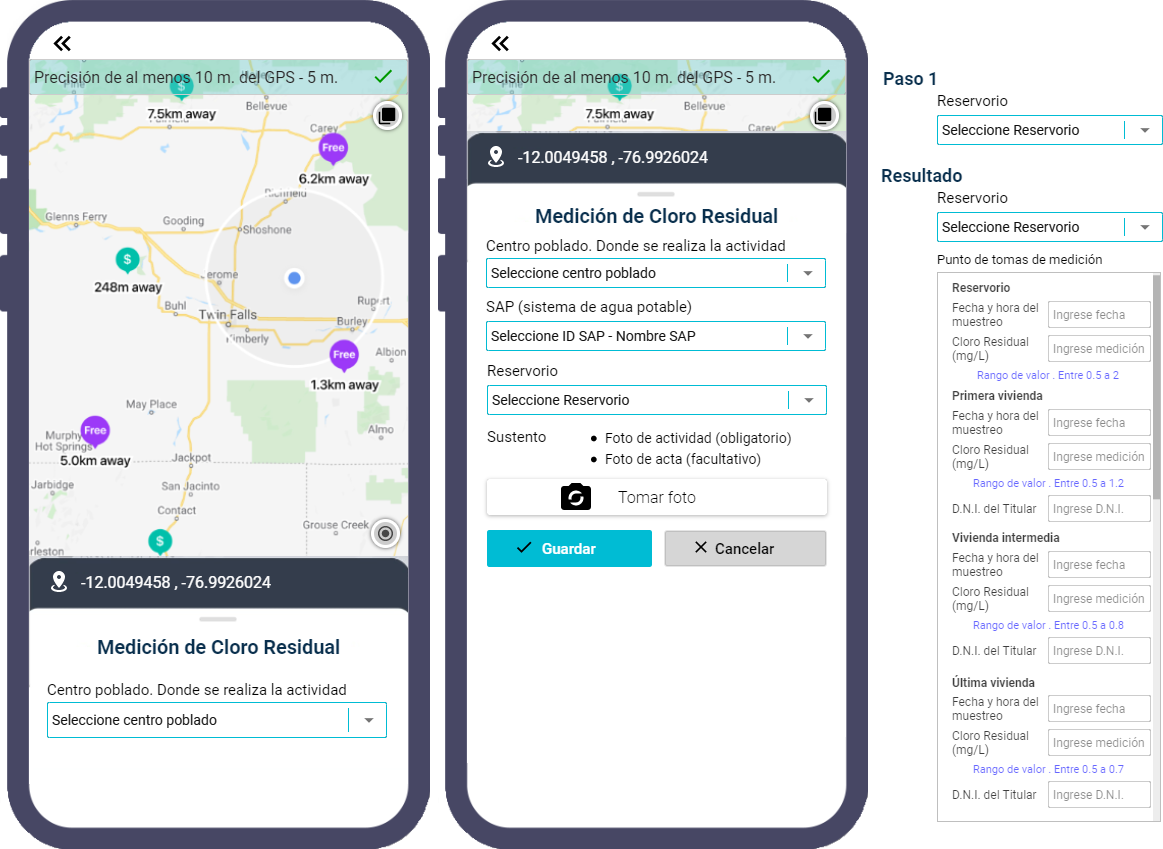 Precisión de al menos 10 m. del GPS - 5 m.
$
7.5km away
Bellevue
Carey
Free
6.2km away
Richfield
Glenns Ferry
Gooding
Shoshone
$
248m away
Jerome
Buhl
Twin Falls
Rupert
Burley
Kimberly
Free
Albion
1.3km away
May Place
Free
Almo
Murphy
Hot Springs
5.0km away
Jackpot
Jarbidge
San Jacinto
Contact
Grouse Creek
$
-12.0049458 , -76.9926024
Medición de Cloro Residual
Centro poblado. Donde se realiza la actividad
Seleccione centro poblado
Precisión de al menos 10 m. del GPS - 5 m.
$
7.5km away
Bellevue
Carey
-12.0049458 , -76.9926024
Medición de Cloro Residual
Centro poblado. Donde se realiza la actividad
Seleccione centro poblado
SAP (sistema de agua potable)
Seleccione ID SAP - Nombre SAP
Reservorio
Seleccione Reservorio
Sustento
• Foto de actividad (obligatorio)
• Foto de acta (facultativo)
Tomar foto
Guardar
Cancelar
Paso 1
Reservorio
Seleccione Reservorio
Resultado
Reservorio
Seleccione Reservorio
Punto de tomas de medición
Reservorio
Fecha y hora del
muestreo
Ingrese fecha
Cloro Residual
(mg/L)
Ingrese medición
Rango de valor . Entre 0.5 a 2
Primera vivienda
Fecha y hora del
muestreo
Ingrese fecha
Cloro Residual
(mg/L)
Ingrese medición
Rango de valor . Entre 0.5 a 1.2
D.N.I. del Titular
Ingrese D.N.I.
Vivienda intermedia
Fecha y hora del
muestreo
Ingrese fecha
Cloro Residual
(mg/L)
Ingrese medición
Rango de valor . Entre 0.5 a 0.8
D.N.I. del Titular
Ingrese D.N.I.
Última vivienda
Fecha y hora del
muestreo
Ingrese fecha
Cloro Residual
(mg/L)
Ingrese medición
Rango de valor . Entre 0.5 a 0.7
D.N.I. del Titular
Ingrese D.N.I.